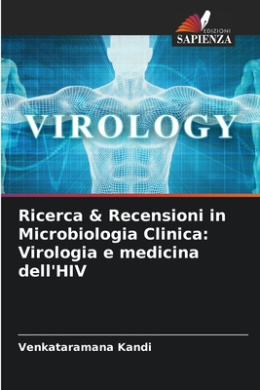 EDIZIONI
SAPIENZA
VIROLOGY
Ricerca & Recensioni in
Microbiologia Clinica:
Virologia e medicina
dell'HIV
Venkataramana Kandi